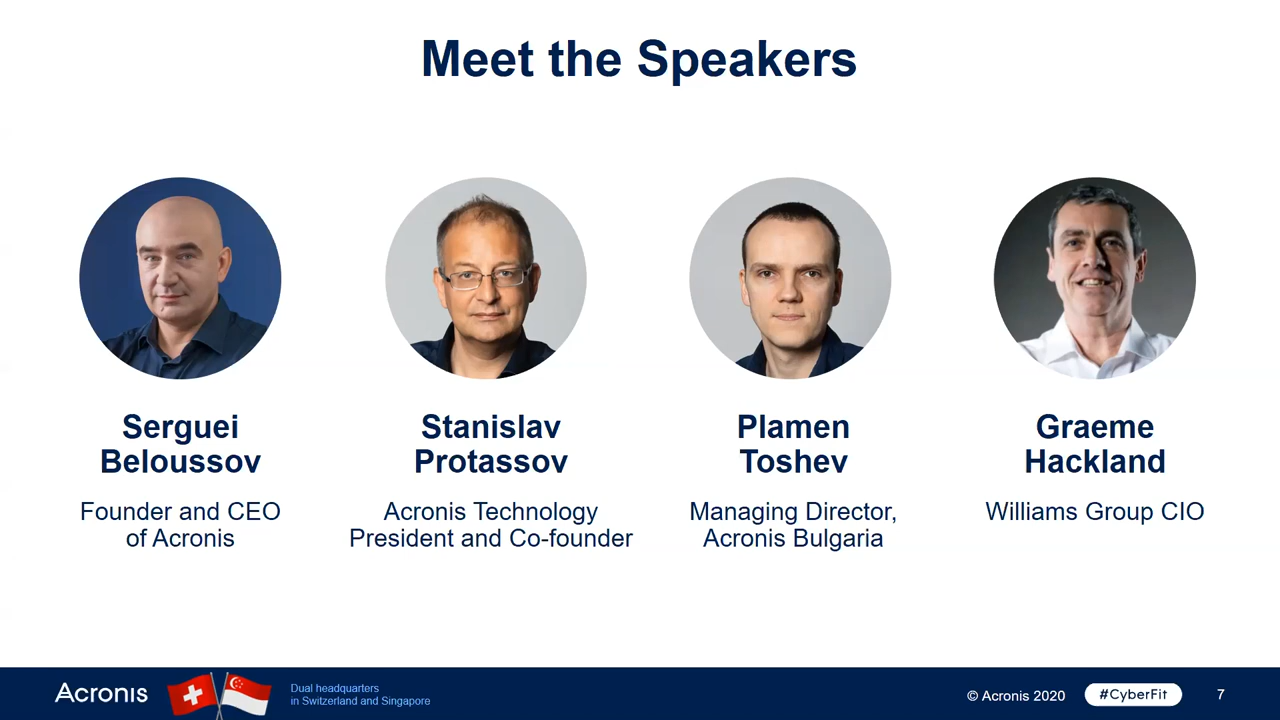 Meet the Speakers
Serguei
Beloussov
Founder and CEO
of Acronis
Stanislav
Protassov
Acronis Technology
President and Co-founder
Plamen
Toshev
Managing Director,
Acronis Bulgaria
Graeme
Hackland
Williams Group CIO
Acronis
Dual headquarters
in Switzerland and Singapore
© Acronis 2020
#CyberFit
7